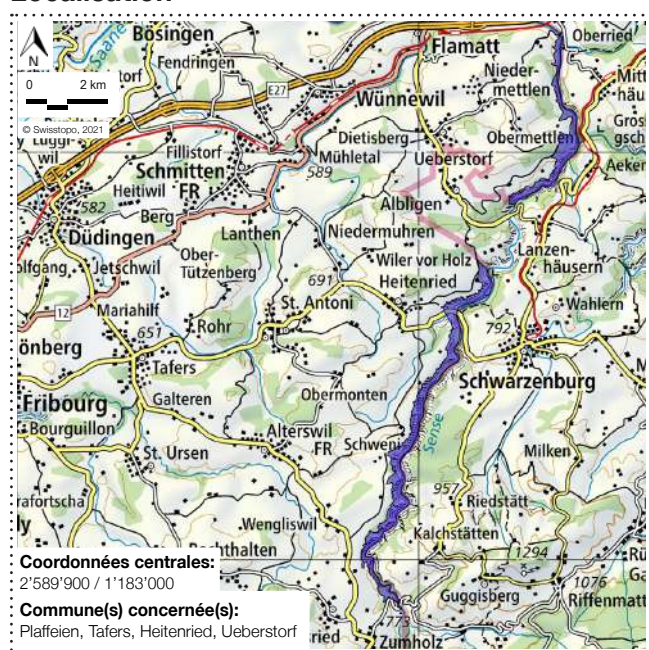 Bösingen
Oberried
Flamatt
Saane
Fendringen
N
Nieder-
mettlen
E27
0 2 km
Wünnewil
© Swisstopo, 2021
Dietisberg
Obermettlen
Fillistorf
Mühletal
Ueberstorf
Schmitten
FR
589
Aeker
Heitiwil
582
Albligen
Berg
Lanthen
Niedermuhren
Düdingen
Lanzen-
häusern
Ober-
Tützenberg
Wiler vor Holz
Jetschwil
691
Heitenried
12
Mariahilf
St. Antoni
Wahlern
651
Rohr
792
Tafers
Schwarzenburg
Fribourg
Galteren
Obermonten
Bourguillon
Alterswil
FR
Schweni
Sense
St. Ursen
Milken
957
Riedstätt
Wengliswil
Kalchstätten
1294
Coordonnées centrales:
2'589'900 / 1'183'000
1076
Guggisberg
Riffenmatt
Commune(s) concernée(s):
773
Plaffeien, Tafers, Heitenried, Ueberstorf
Zumholz